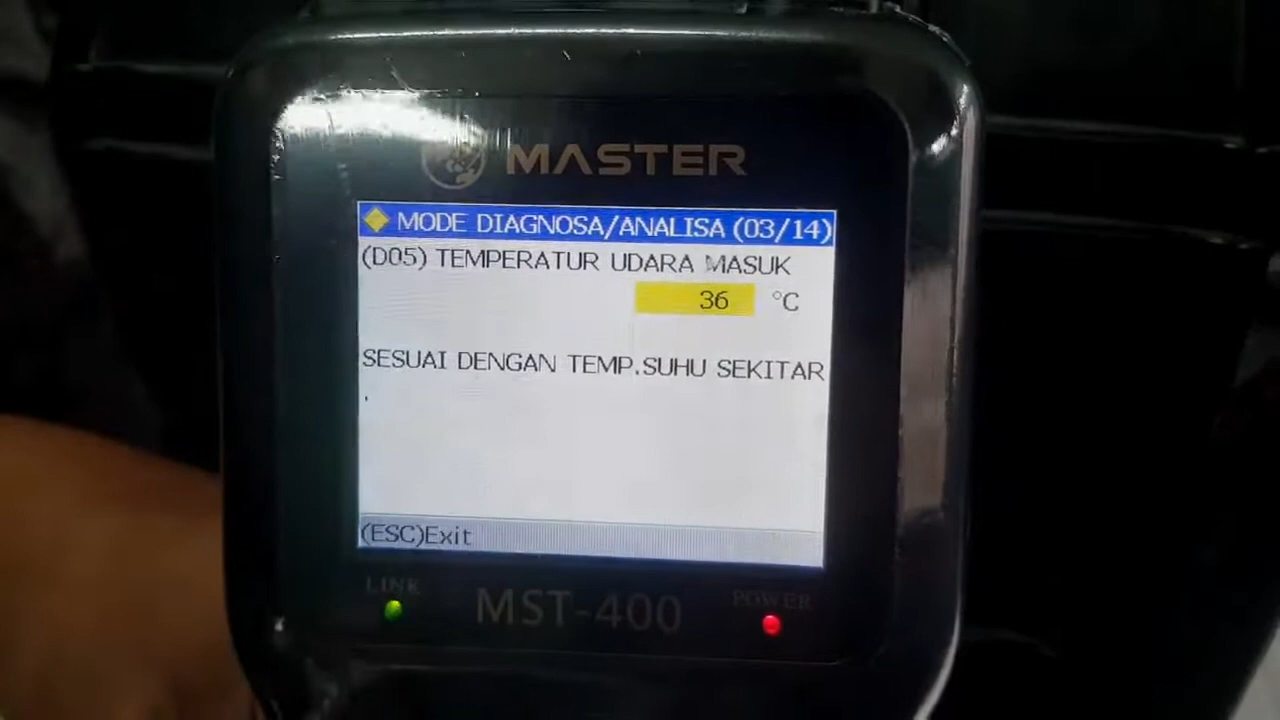 MASTER
MODE DIAGNOSA/ANALISA (03/14)
(D05) TEMPERATUR UDARA MASUK
36 °C
SESUAI DENGAN TEMP.SUHU SEKITAR
.
(ESC)Exit
LINK
POWER
MST-400